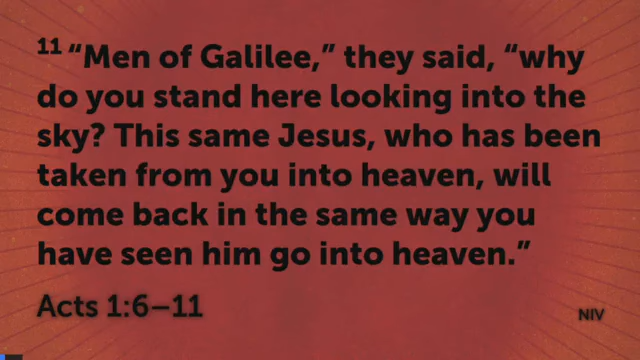 11 “Men of Galilee,” they said, “why
do you stand here looking into the
sky? This same Jesus, who has been
taken from you into heaven, will
come back in the same way you
have seen him go into heaven.”
Acts 1:6–11
NIV